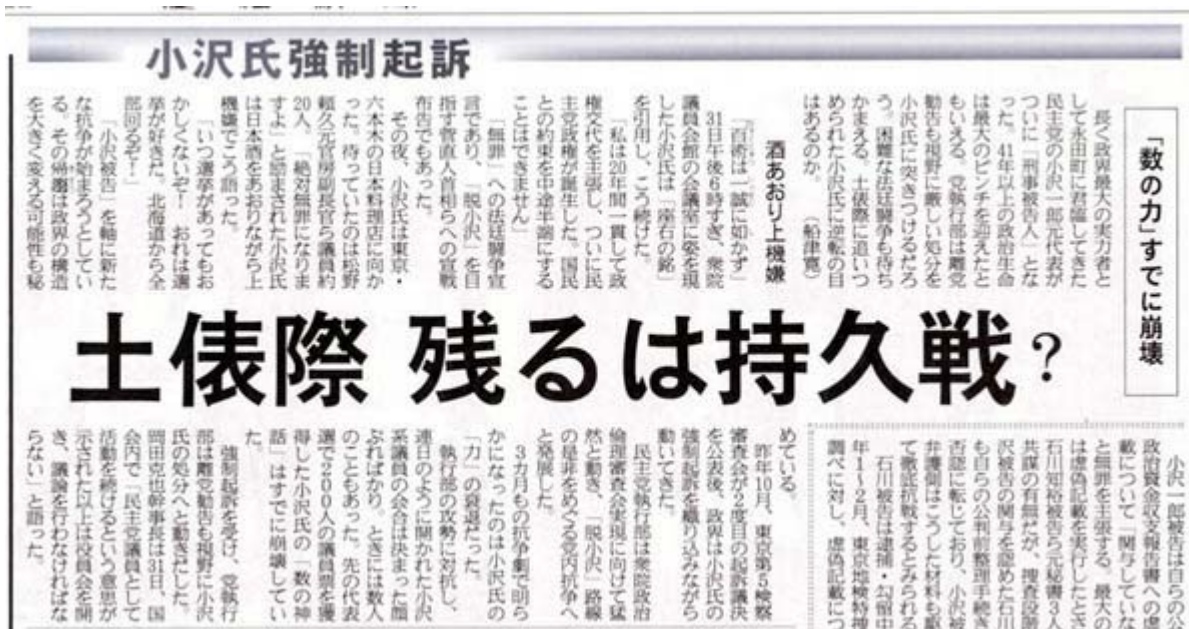 小沢氏強制起訴
「数の力」すでに崩壊
土俵際 残るは持久戦?
長く政界最大の実力者と
して永田町に君臨してきた
民主党の小沢一郎元代表が
ついに「刑事被告人」とな
った。41年以上の政治生命
は最大のピンチを迎えたと
もいえる。党執行部は離党
勧告も視野に厳しい処分を
小沢氏に突きつけるだろ
う。困難な法廷闘争も待ち
かまえる。土俵際に追いつ
められた小沢氏に逆転の目
はあるのか。 (船津寛)
酒あおり上機嫌
「百術は一誠に如かず」
31日午後6時すぎ、衆院
議員会館の会議室に姿を現
した小沢氏は「座右の銘」
を引用し、こう続けた。
「私は20年間一貫して政
権交代を主張し、ついに民
主党政権が誕生した。国民
との約束を中途半端にする
ことはできません」
「無罪」への法廷闘争宣
言であり、「脱小沢」を目
指す菅直人首相らへの宣戦
布告でもあった。
その夜、小沢氏は東京・
六本木の日本料理店に向か
った。待っていたのは松野
頼久元官房副長官ら議員約
20人。「絶対無罪になりま
すよ」と励まされた小沢氏
は日本酒をあおりながら上
機嫌でこう語った。
「いつ選挙があってもお
かしくないぞ! おれは選
挙が好きだ。北海道から全
部回るぞ!」
「小沢被告」を軸に新た
な抗争が始まろうとしてい
る。その帰趨は政界の構造
を大きく変える可能性も秘
めている。
昨年10月、東京第5検察
審査会が2度目の起訴議決
を公表後、政界は小沢氏の
強制起訴を織り込みながら
動いてきた。
民主党執行部は衆院政治
倫理審査会実現に向けて猛
然と動き、「脱小沢」路線
の是非をめぐる党内抗争へ
と発展した。
3カ月もの抗争劇で明ら
かになったのは小沢氏の
「力」の衰退だった。
執行部の攻勢に対抗し、
連日のように開かれた小沢
系議員の会合は決まった顔
ぶればかり。ときには数人
のこともあった。先の代表
選で200人の議員票を獲
得した小沢氏の「数の神
話」はすでに崩壊してい
た。
強制起訴を受け、党執行
部は離党勧告も視野に小沢
氏の処分へと動きだした。
岡田克也幹事長は31日、国
会内で「民主党議員として
活動を続けるという意思が
示された以上は役員会を開
き、議論を行わなければな
らない」と語った。
小沢一郎被告は自らの公
政治資金収支報告書への虚
載について「関与していな
と無罪を主張する。最大の
は虚偽記載を実行したとさ
石川知裕被告ら元秘書3人
共謀の有無だが、捜査段階
沢被告の関与を認めた石川
も自らの公判前整理手続き
否認に転じており、小沢被
弁護側はこうした材料も駆
て徹底抗戦するとみられる
石川被告は逮捕・勾留中
年1~2月、東京地検特捜
調べに対し、虚偽記載につ